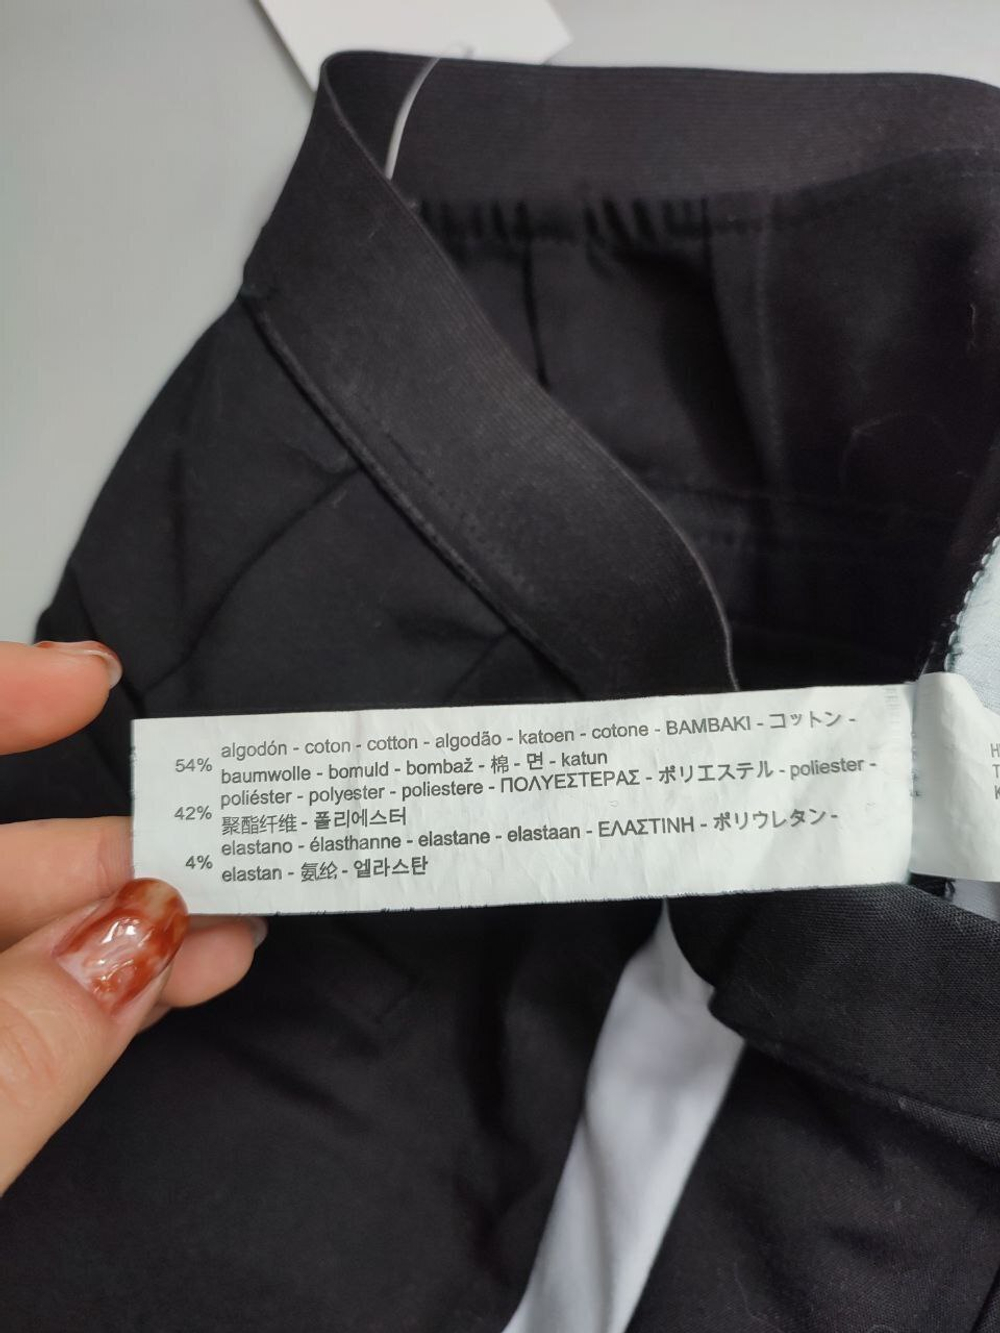 54% algodón - coton - cotton - algodão - katoen - cotone - ΒΑΜΒΑΚΙ - コットン -
baumwolle - bomuld - bombaž - 棉 - 면 - katun
42% poliéster - polyester - poliestere - ΠΟΛΥΕΣΤΕΡΑΣ - ポリエステル - poliester -
聚酯纤维 - 폴리에스터
4% elastano - élasthanne - elastane - elastaan - ΕΛΑΣΤΙΝΗ - ポリウレタン -
elastan - 氨纶 - 엘라스탄